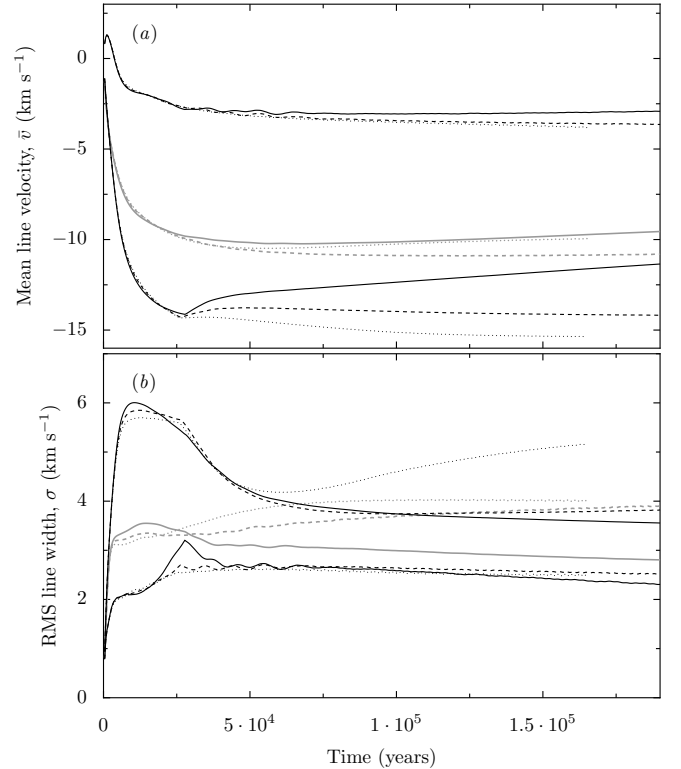 (a)
0
−5
−10
−15
Mean line velocity, v̄ (km s⁻¹)
(b)
6
4
2
0
RMS line width, σ (km s⁻¹)
0
5 · 10⁴
1 · 10⁵
1.5 · 10⁵
Time (years)